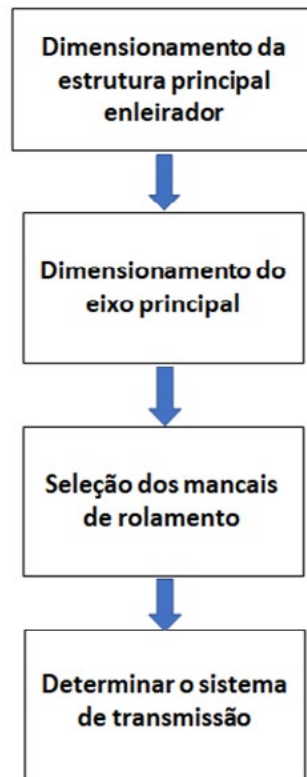 Dimensionamento da
estrutura principal
enleirador
Dimensionamento do
eixo principal
Seleção dos mancais
de rolamento
Determinar o sistema
de transmissão